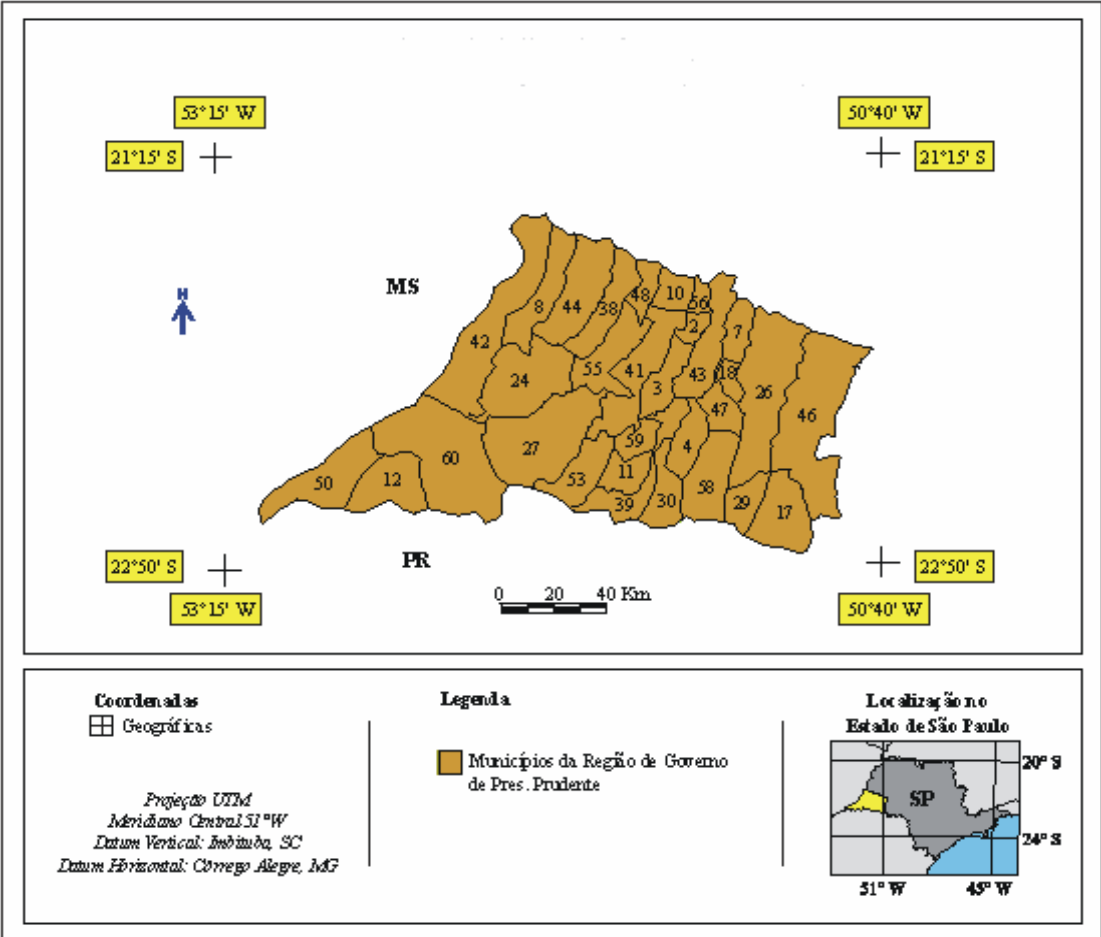 53°15' W
50°40' W
21°15' S
21°15' S
MS
N
8
44
38
48
10
56
2
7
42
24
55
41
3
43
18
26
46
47
27
59
4
60
50
12
53
11
39
30
58
29
17
PR
22°50' S
22°50' S
53°15' W
50°40' W
0 20 40 Km
Coordenadas
Geográficas
Projeção UTM
Meridiano Central 51°W
Datum Vertical: Imbituba, SC
Datum Horizontal: Córrego Alegre, MG
Legenda
Municípios da Região de Governo
de Pres. Prudente
Localização no
Estado de São Paulo
20° S
SP
24° S
51° W
45° W